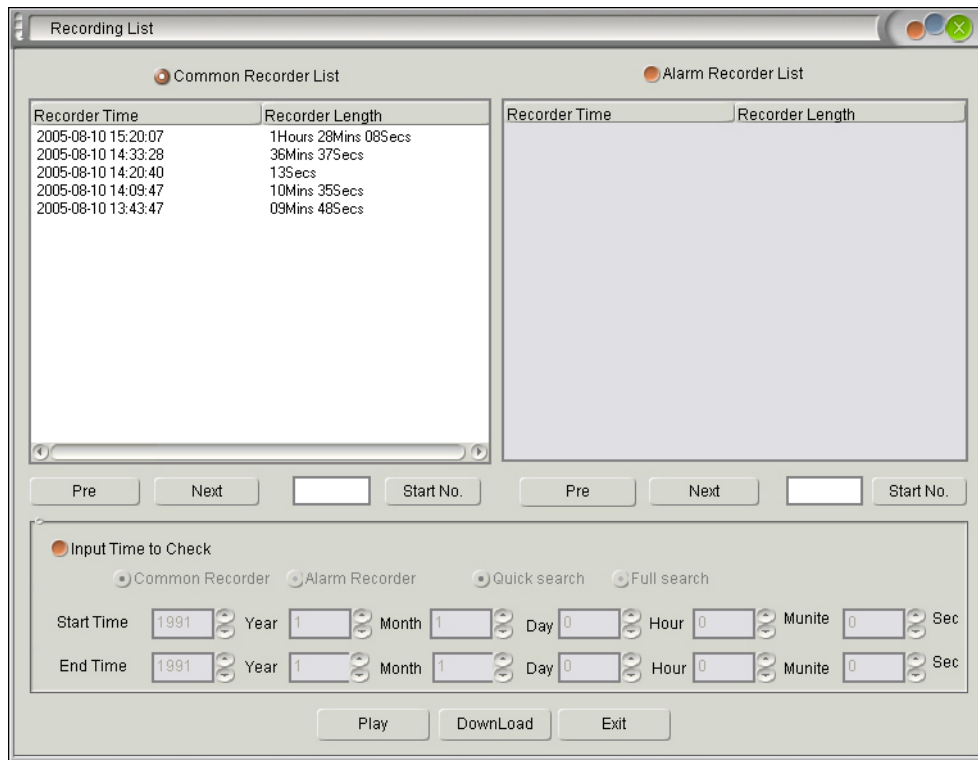 Recording List
Common Recorder List
Alarm Recorder List
Recorder Time Recorder Length
2005-08-10 15:20:07 1Hours 28Mins 08Secs
2005-08-10 14:33:28 36Mins 37Secs
2005-08-10 14:20:40 13Secs
2005-08-10 14:09:47 10Mins 35Secs
2005-08-10 13:43:47 09Mins 48Secs
Recorder Time Recorder Length
Pre Next Start No.
Pre Next Start No.
Input Time to Check
Common Recorder Alarm Recorder Quick search Full search
Start Time 1991 Year 1 Month 1 Day 0 Hour 0 Munite 0 Sec
End Time 1991 Year 1 Month 1 Day 0 Hour 0 Munite 0 Sec
Play DownLoad Exit